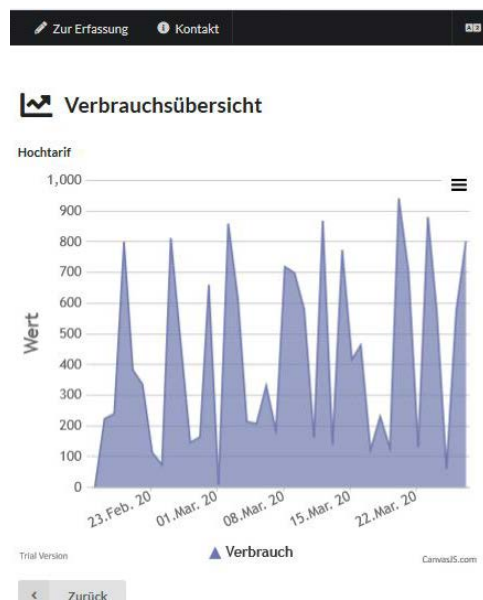 Zur Erfassung Kontakt
Verbrauchsübersicht
Hochtarif
1,000
900
800
700
600
500
400
300
200
100
0
Wert
23.Feb. 20 01.Mar. 20 08.Mar. 20 15.Mar. 20 22.Mar. 20
Trial Version Verbrauch CanvasJS.com
Zurück